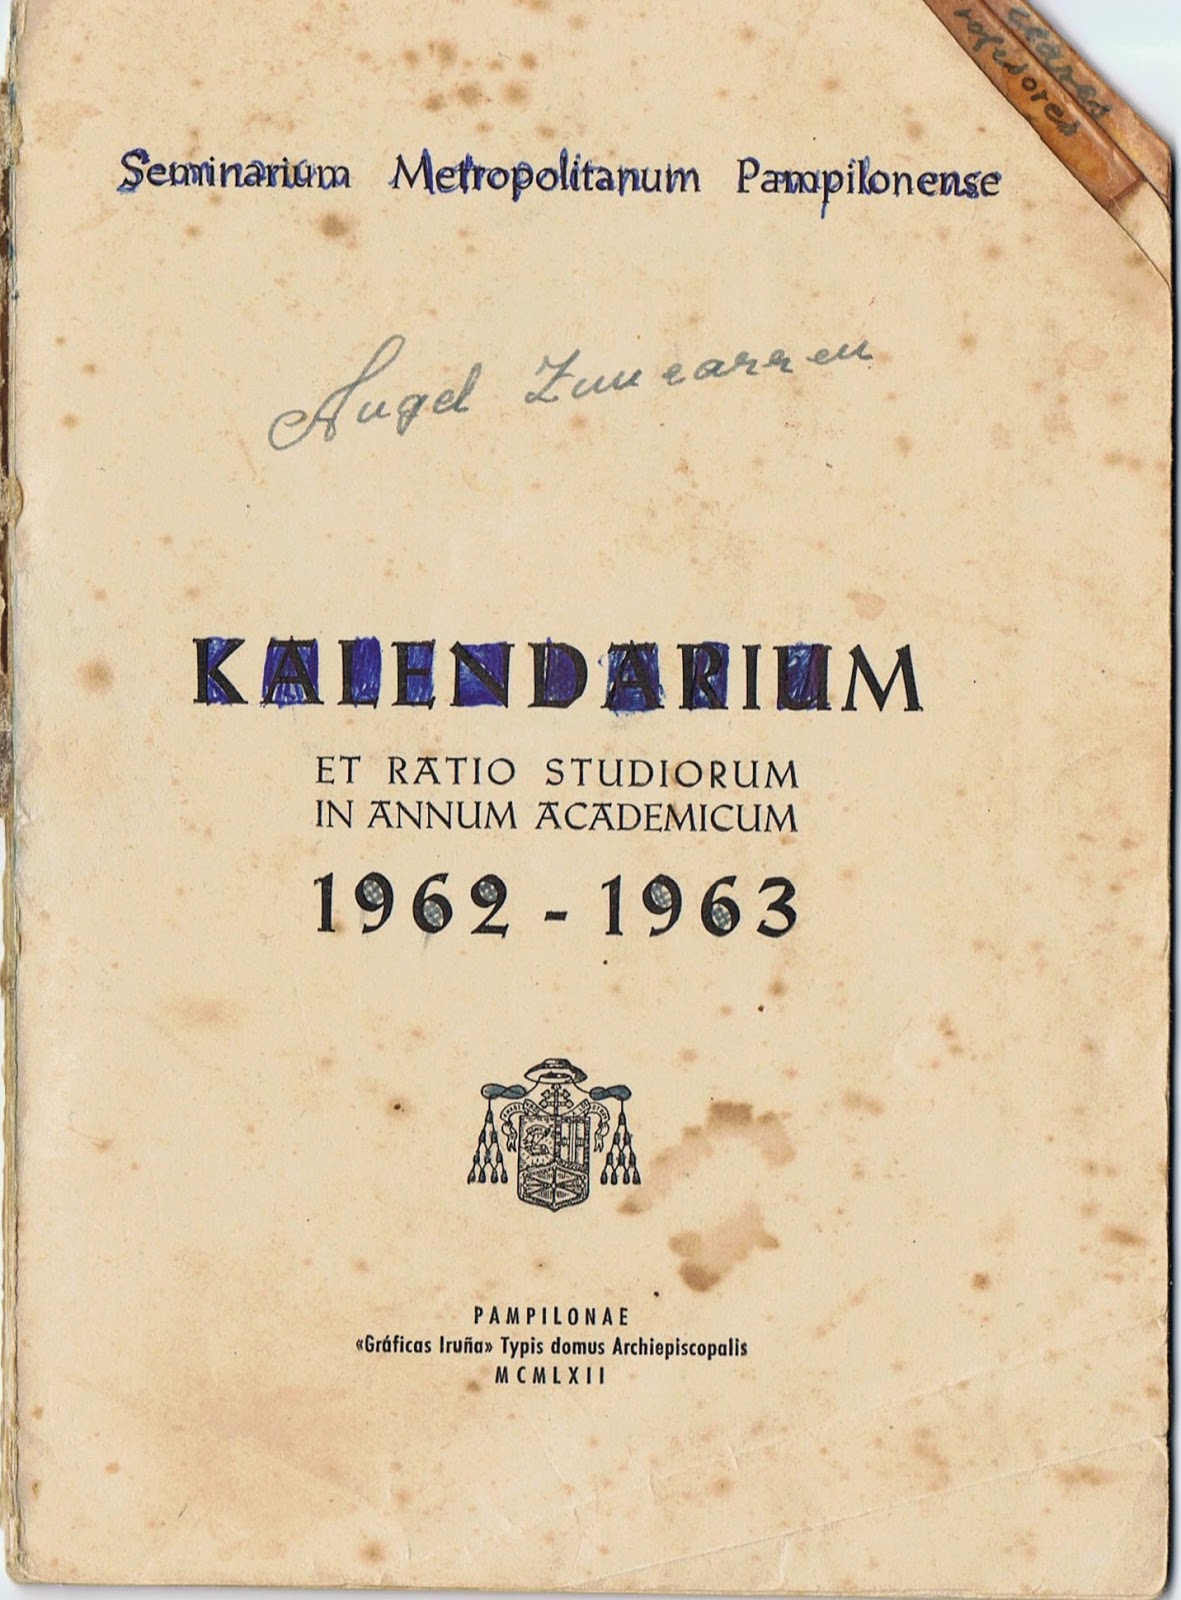 Seminarium Metropolitanum Pampilonense
Angel
KALENDARIUM
ET RATIO STUDIORUM
IN ANNUM ACADEMICUM
1962 - 1963
PAMPILONAE
«Gráficas Iruña» Typis domus Archiepiscopalis
MCMLXII